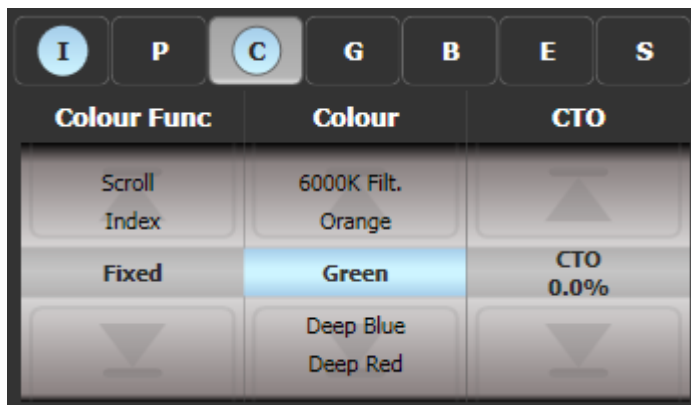 I P C G B E S
Colour Func Colour CTO
Scroll 6000K Filt.
Index Orange
Fixed Green CTO
0.0%
Deep Blue
Deep Red